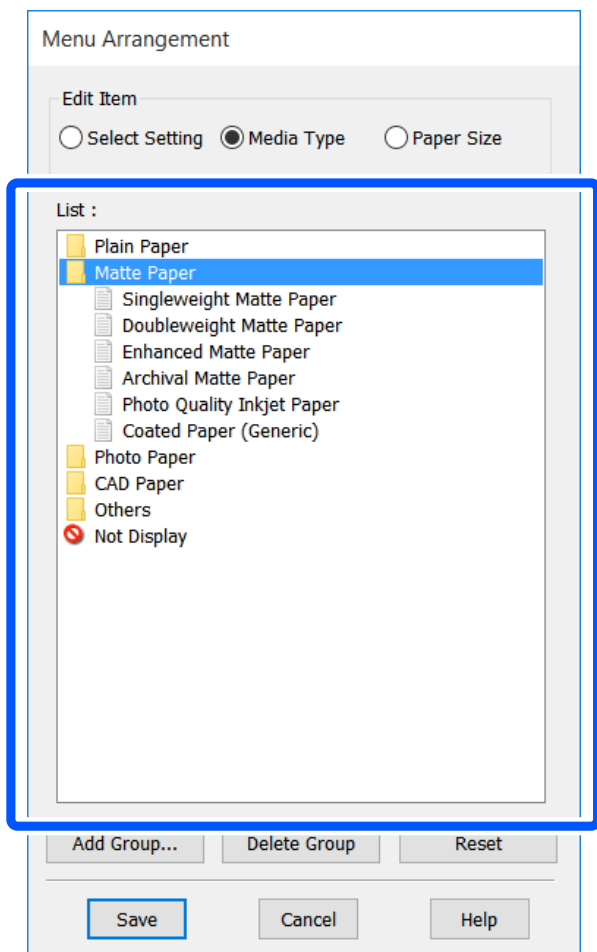 Menu Arrangement
Edit Item
Select Setting Media Type Paper Size
List :
Plain Paper
Matte Paper
Singleweight Matte Paper
Doubleweight Matte Paper
Enhanced Matte Paper
Archival Matte Paper
Photo Quality Inkjet Paper
Coated Paper (Generic)
Photo Paper
CAD Paper
Others
Not Display
Add Group... Delete Group Reset
Save Cancel Help